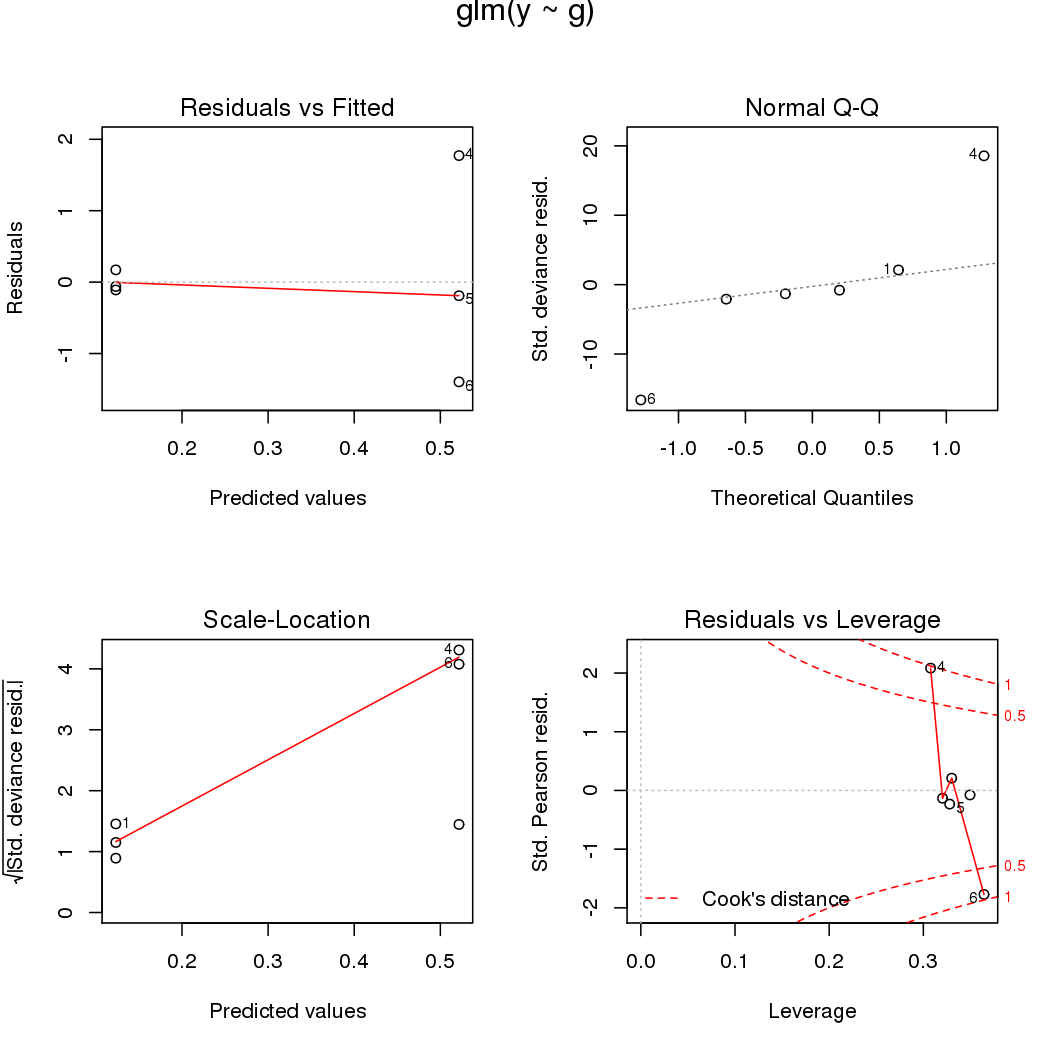 glm(y ~ g)
Residuals vs Fitted
Residuals
2
1
0
-1
4
5
6
0.2 0.3 0.4 0.5
Predicted values
Normal Q-Q
Std. deviance resid.
20
10
0
-10
4
1
6
-1.0 -0.5 0.0 0.5 1.0
Theoretical Quantiles
Scale-Location
√|Std. deviance resid.|
4
3
2
1
0
4
6
1
0.2 0.3 0.4 0.5
Predicted values
Residuals vs Leverage
Std. Pearson resid.
2
1
0
-1
-2
4
5
6
1
0.5
0.5
1
Cook's distance
0.0 0.1 0.2 0.3
Leverage